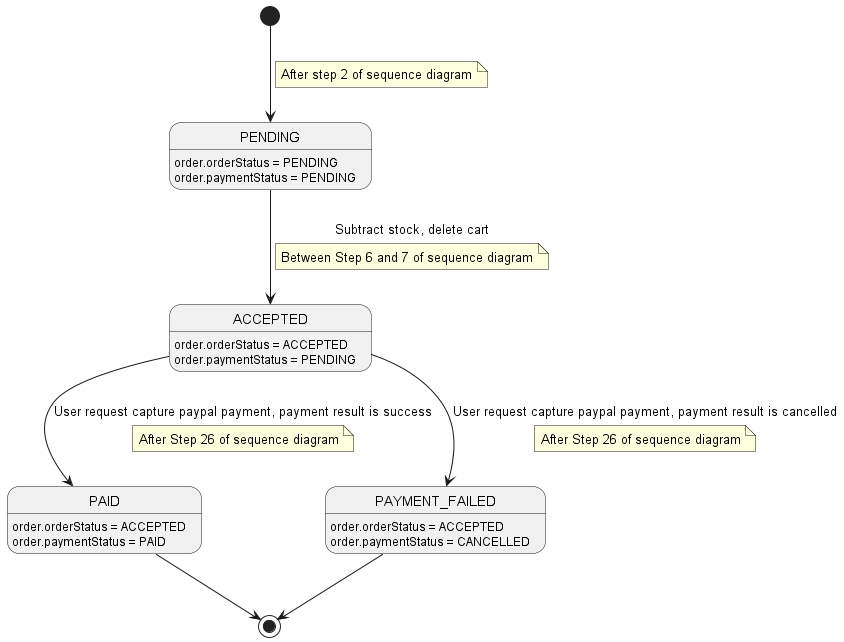 After step 2 of sequence diagram
PENDING
order.orderStatus = PENDING
order.paymentStatus = PENDING
Subtract stock, delete cart
Between Step 6 and 7 of sequence diagram
ACCEPTED
order.orderStatus = ACCEPTED
order.paymentStatus = PENDING
User request capture paypal payment, payment result is success
After Step 26 of sequence diagram
User request capture paypal payment, payment result is cancelled
After Step 26 of sequence diagram
PAID
order.orderStatus = ACCEPTED
order.paymentStatus = PAID
PAYMENT_FAILED
order.orderStatus = ACCEPTED
order.paymentStatus = CANCELLED